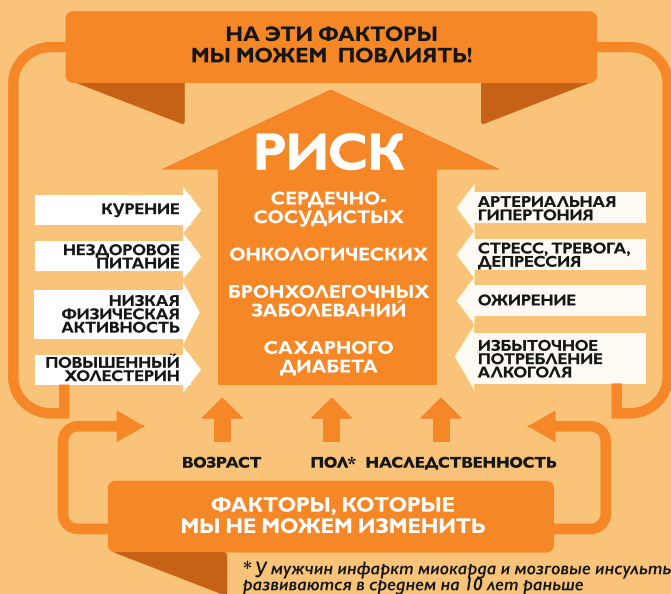 НА ЭТИ ФАКТОРЫ
МЫ МОЖЕМ ПОВЛИЯТЬ!
РИСК
СЕРДЕЧНО-
СОСУДИСТЫХ
ОНКОЛОГИЧЕСКИХ
БРОНХОЛЕГОЧНЫХ
ЗАБОЛЕВАНИЙ
САХАРНОГО
ДИАБЕТА
КУРЕНИЕ
НЕЗДОРОВОЕ
ПИТАНИЕ
НИЗКАЯ
ФИЗИЧЕСКАЯ
АКТИВНОСТЬ
ПОВЫШЕННЫЙ
ХОЛЕСТЕРИН
АРТЕРИАЛЬНАЯ
ГИПЕРТОНИЯ
СТРЕСС, ТРЕВОГА,
ДЕПРЕССИЯ
ОЖИРЕНИЕ
ИЗБЫТОЧНОЕ
ПОТРЕБЛЕНИЕ
АЛКОГОЛЯ
ВОЗРАСТ ПОЛ* НАСЛЕДСТВЕННОСТЬ
ФАКТОРЫ, КОТОРЫЕ
МЫ НЕ МОЖЕМ ИЗМЕНИТЬ
* У мужчин инфаркт миокарда и мозговые инсульты
развиваются в среднем на 10 лет раньше